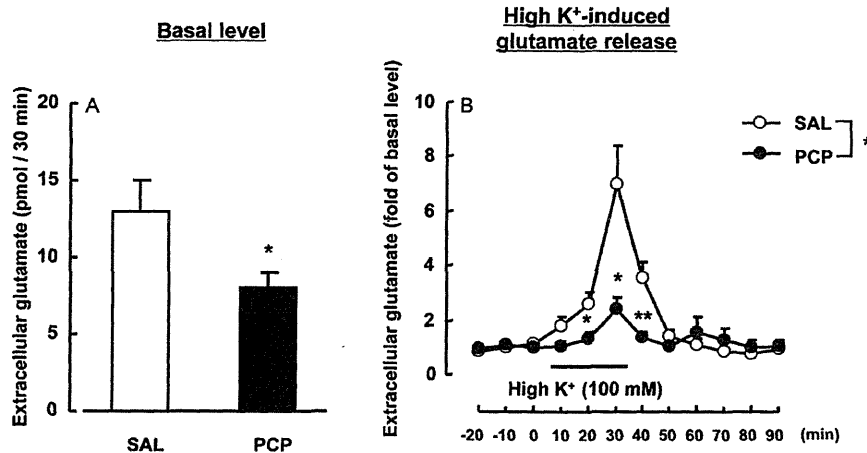 Basal level
Extracellular glutamate (pmol / 30 min)
A
20
15
10
5
0
*
SAL
PCP
High K⁺-induced
glutamate release
Extracellular glutamate (fold of basal level)
B
10
8
6
4
2
0
SAL
PCP
*
*
*
**
High K⁺ (100 mM)
-20 -10 0 10 20 30 40 50 60 70 80 90 (min)